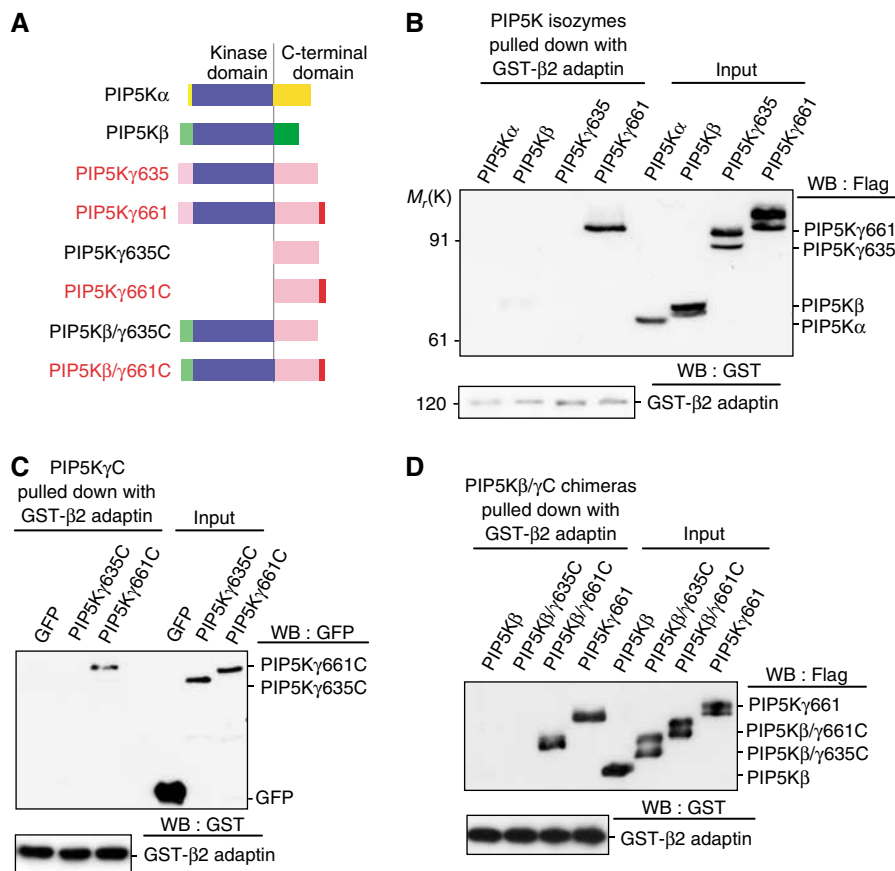 A
Kinase domain
C-terminal domain
PIP5Kα
PIP5Kβ
PIP5Kγ635
PIP5Kγ661
PIP5Kγ635C
PIP5Kγ661C
PIP5Kβ/γ635C
PIP5Kβ/γ661C
B
PIP5K isozymes
pulled down with
GST-β2 adaptin
Input
PIP5Kα
PIP5Kβ
PIP5Kγ635
PIP5Kγ661
PIP5Kα
PIP5Kβ
PIP5Kγ635
PIP5Kγ661
Mr(K)
91
61
WB : Flag
PIP5Kγ661
PIP5Kγ635
PIP5Kβ
PIP5Kα
WB : GST
120
GST-β2 adaptin
C
PIP5KγC
pulled down with
GST-β2 adaptin
Input
GFP
PIP5Kγ635C
PIP5Kγ661C
GFP
PIP5Kγ635C
PIP5Kγ661C
WB : GFP
PIP5Kγ661C
PIP5Kγ635C
GFP
WB : GST
GST-β2 adaptin
D
PIP5Kβ/γC chimeras
pulled down with
GST-β2 adaptin
Input
PIP5Kβ
PIP5Kβ/γ635C
PIP5Kβ/γ661C
PIP5Kγ661
PIP5Kβ
PIP5Kβ/γ635C
PIP5Kβ/γ661C
PIP5Kγ661
WB : Flag
PIP5Kγ661
PIP5Kβ/γ661C
PIP5Kβ/γ635C
PIP5Kβ
WB : GST
GST-β2 adaptin